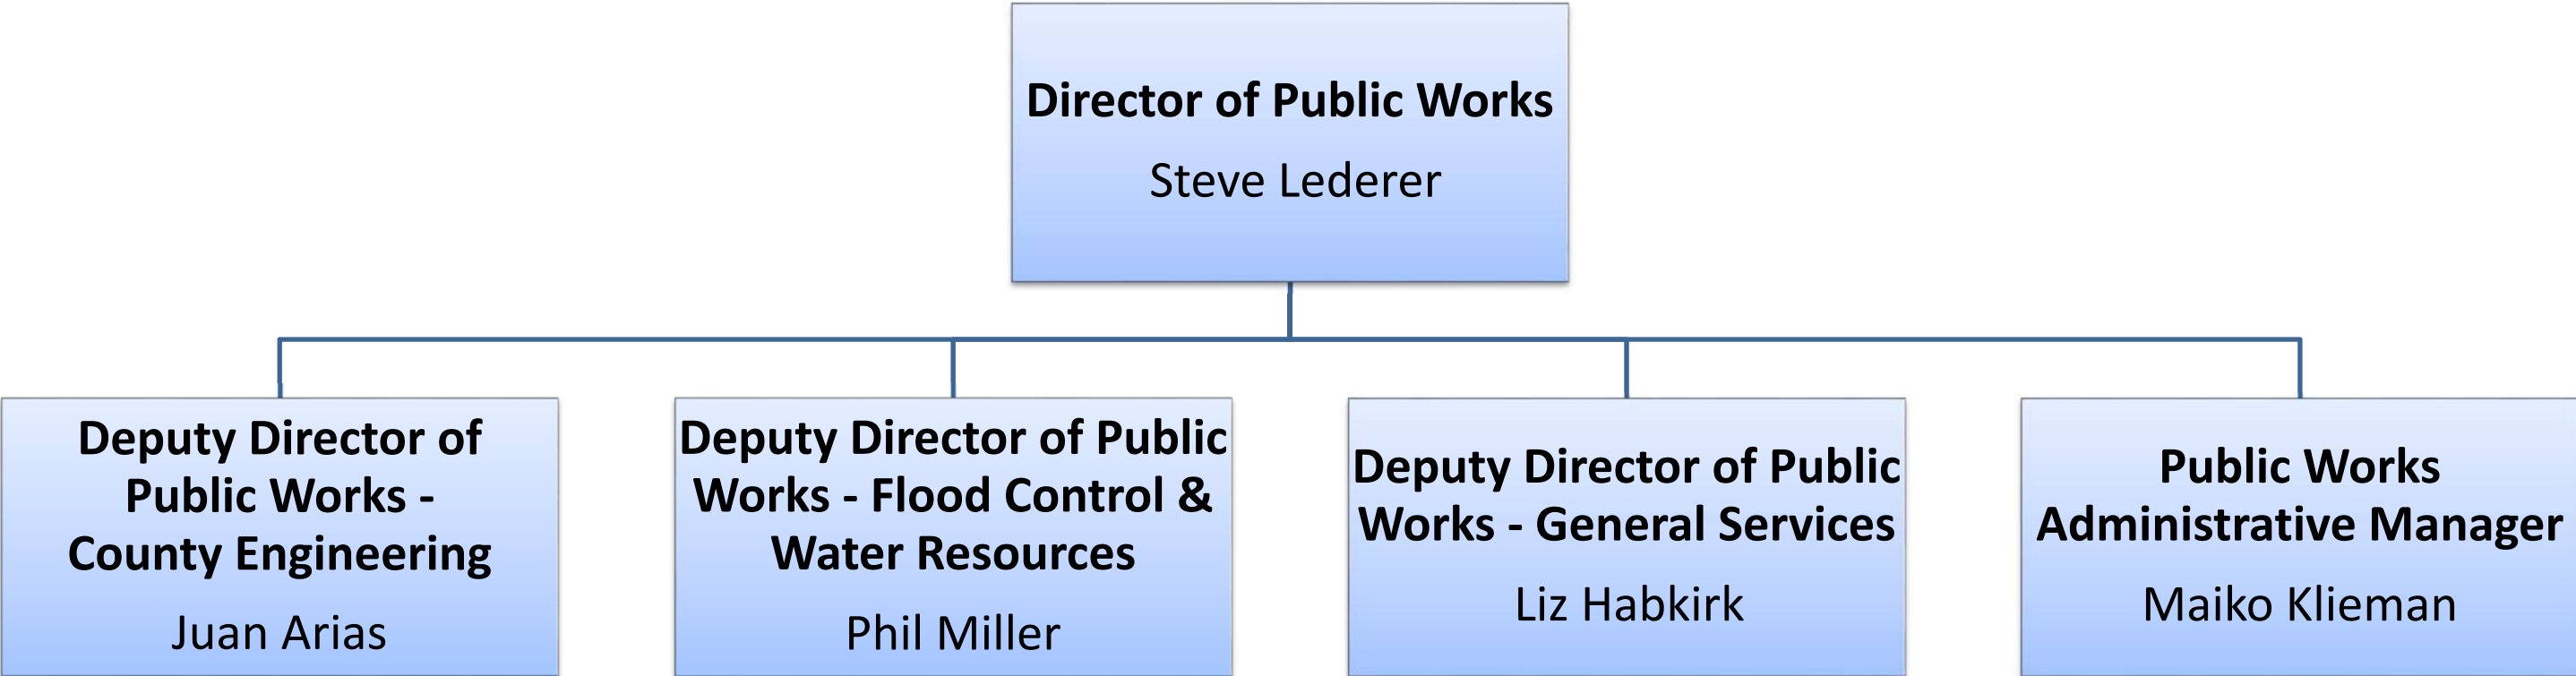 Director of Public Works
Steve Lederer
Deputy Director of
Public Works -
County Engineering
Juan Arias
Deputy Director of Public
Works - Flood Control &
Water Resources
Phil Miller
Deputy Director of Public
Works - General Services
Liz Habkirk
Public Works
Administrative Manager
Maiko Klieman